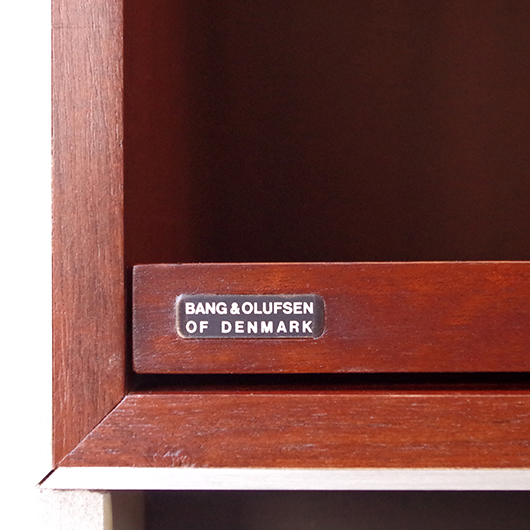 BANG & OLUFSEN
OF DENMARK